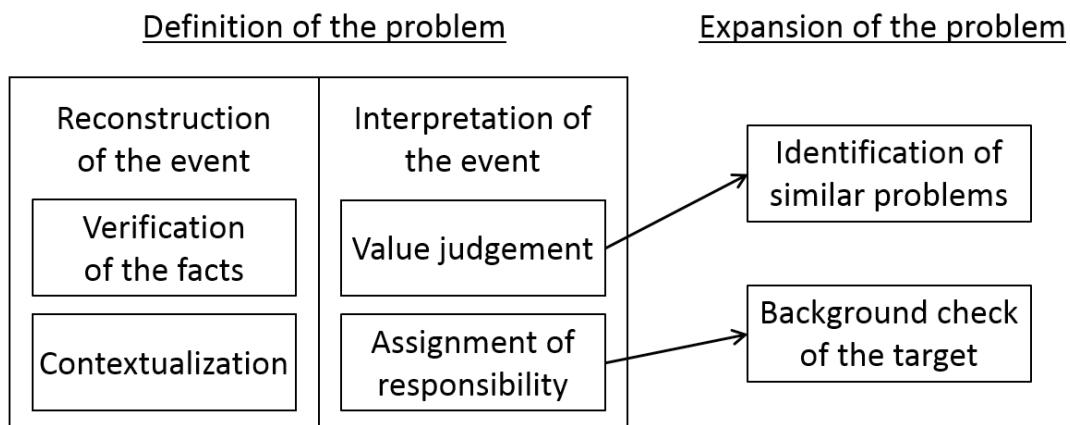 Definition of the problem
Expansion of the problem
Reconstruction
of the event
Verification
of the facts
Contextualization
Interpretation of
the event
Value judgement
Assignment of
responsibility
Identification of
similar problems
Background check
of the target